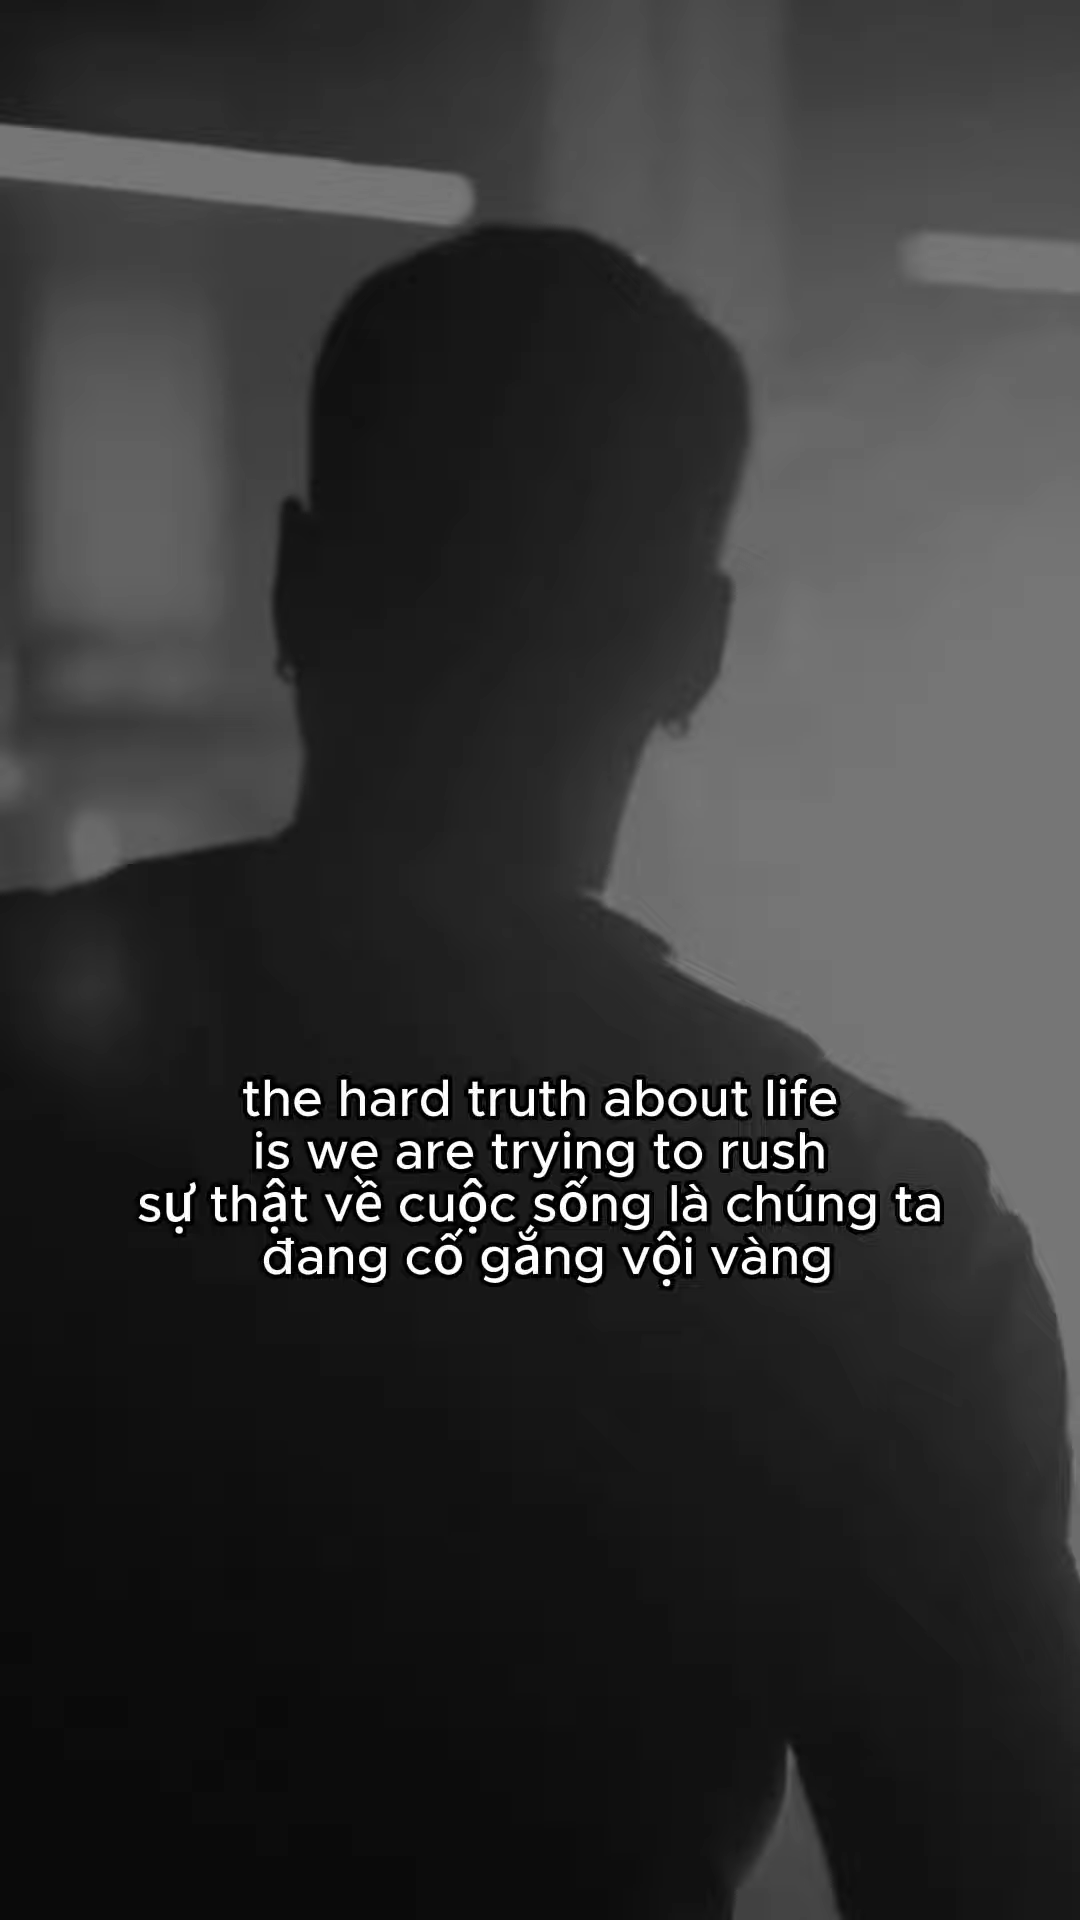 the hard truth about life
is we are trying to rush
sự thật về cuộc sống là chúng ta
đang cố gắng vội vàng